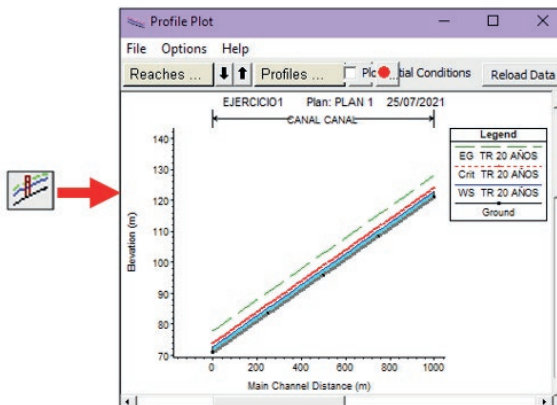 Profile Plot
File Options Help
Reaches ... Profiles ... Plo tial Conditions Reload Data
EJERCICIO1 Plan: PLAN 1 25/07/2021
CANAL CANAL
Legend
EG TR 20 AÑOS
Crit TR 20 AÑOS
WS TR 20 AÑOS
Ground
Elevation (m)
140
130
120
110
100
90
80
70
0 200 400 600 800 1000
Main Channel Distance (m)